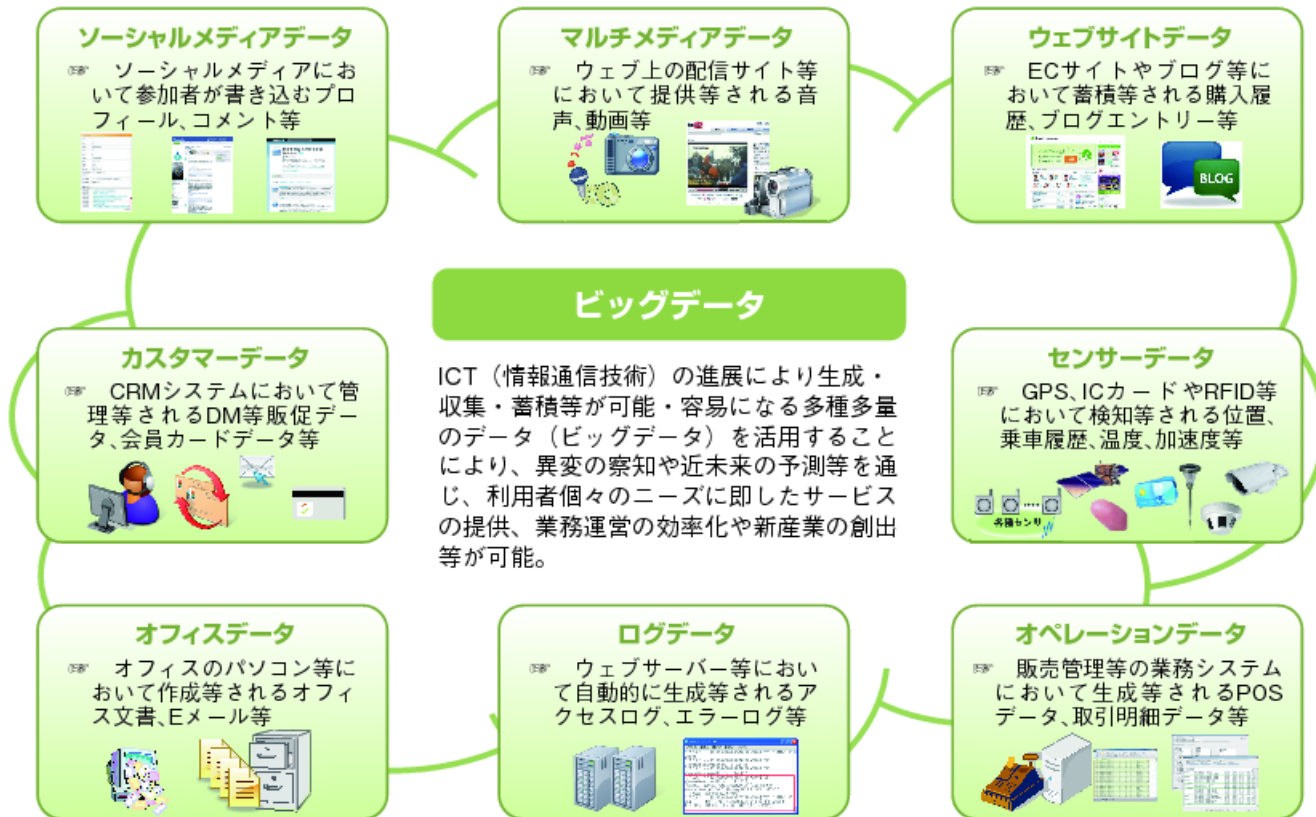 ソーシャルメディアデータ
☞ ソーシャルメディアにお
いて参加者が書き込むプロ
フィール、コメント等
マルチメディアデータ
☞ ウェブ上の配信サイト等
において提供等される音
声、動画等
ウェブサイトデータ
☞ ECサイトやブログ等に
おいて蓄積等される購入履
歴、ブログエントリー等
BLOG
ビッグデータ
ICT（情報通信技術）の進展により生成・
収集・蓄積等が可能・容易になる多種多量
のデータ（ビッグデータ）を活用すること
により、異変の察知や近未来の予測等を通
じ、利用者個々のニーズに即したサービス
の提供、業務運営の効率化や新産業の創出
等が可能。
カスタマーデータ
☞ CRMシステムにおいて管
理等されるDM等販促デー
タ、会員カードデータ等
センサーデータ
☞ GPS、ICカードやRFID等
において検知等される位置、
乗車履歴、温度、加速度等
各種センサ
オフィスデータ
☞ オフィスのパソコン等に
おいて作成等されるオフィ
ス文書、Eメール等
ログデータ
☞ ウェブサーバー等におい
て自動的に生成等されるア
クセスログ、エラーログ等
オペレーションデータ
☞ 販売管理等の業務システム
において生成等されるPOS
データ、取引明細データ等